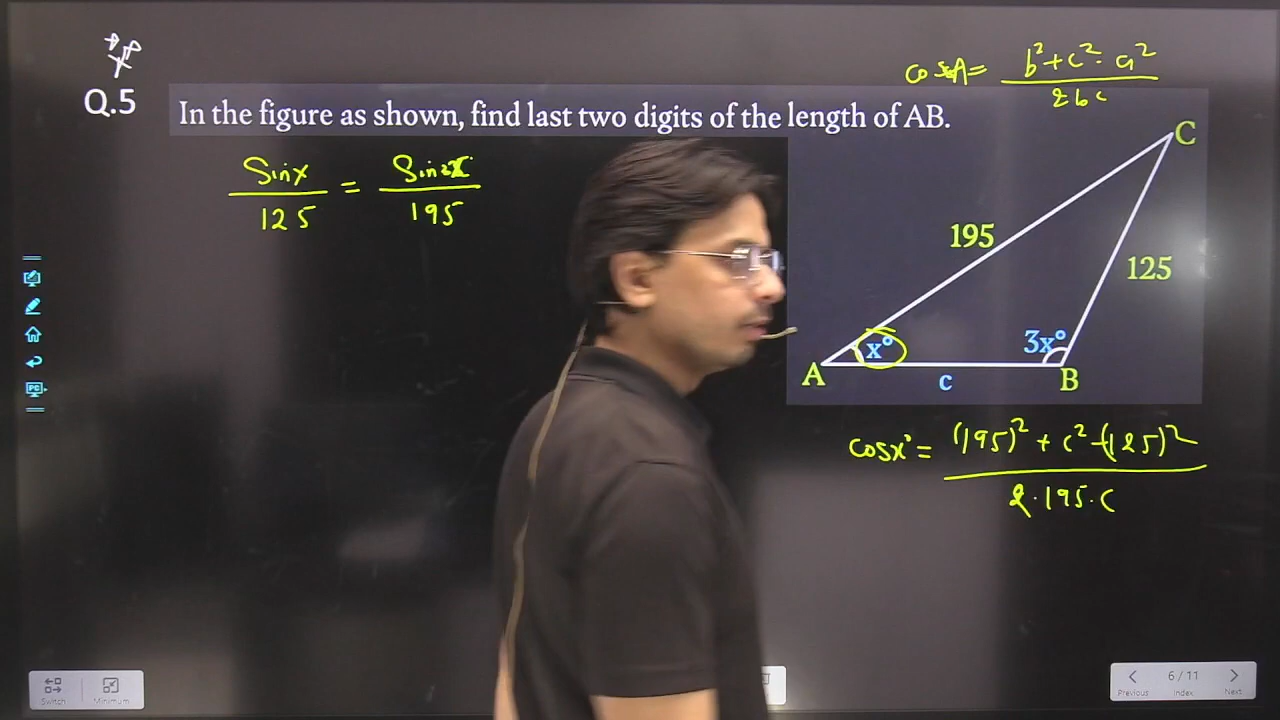 Q.5 In the figure as shown, find last two digits of the length of AB.
cosA = b²+c²-a²
2bc
Sinx = Sin3x
125 195
C
195
125
x°
3x°
A
c
B
cosx° = (195)²+c²-(125)²
2·195·c
PC
Switch
Minimum
Previous
6 / 11
Index
Next